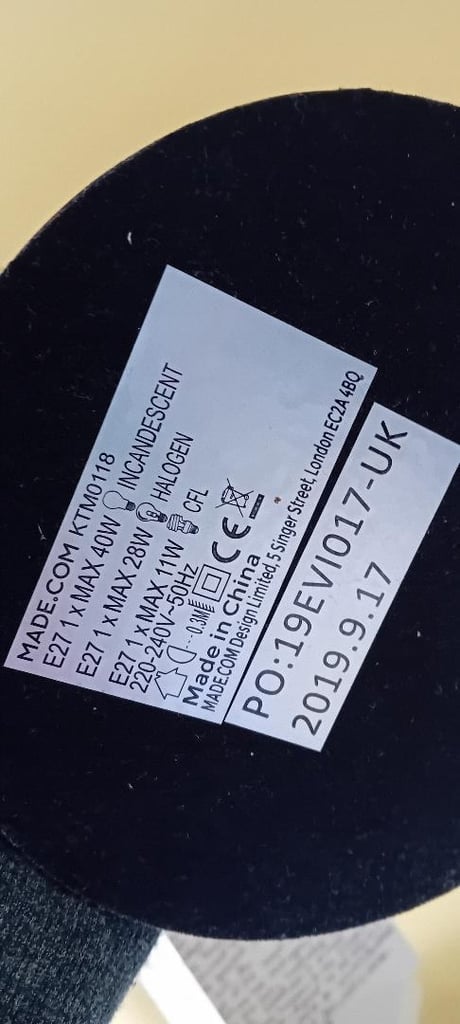 MADE.COM KTM0118
E27 1 x MAX 40W INCANDESCENT
E27 1 x MAX 28W HALOGEN
E27 1 x MAX 11W CFL
220-240V~50Hz
0.3M
CE
Made in China
MADE.COM Design Limited, 5 Singer Street, London EC2A 4BQ
PO:19EVI017-UK
2019.9.17